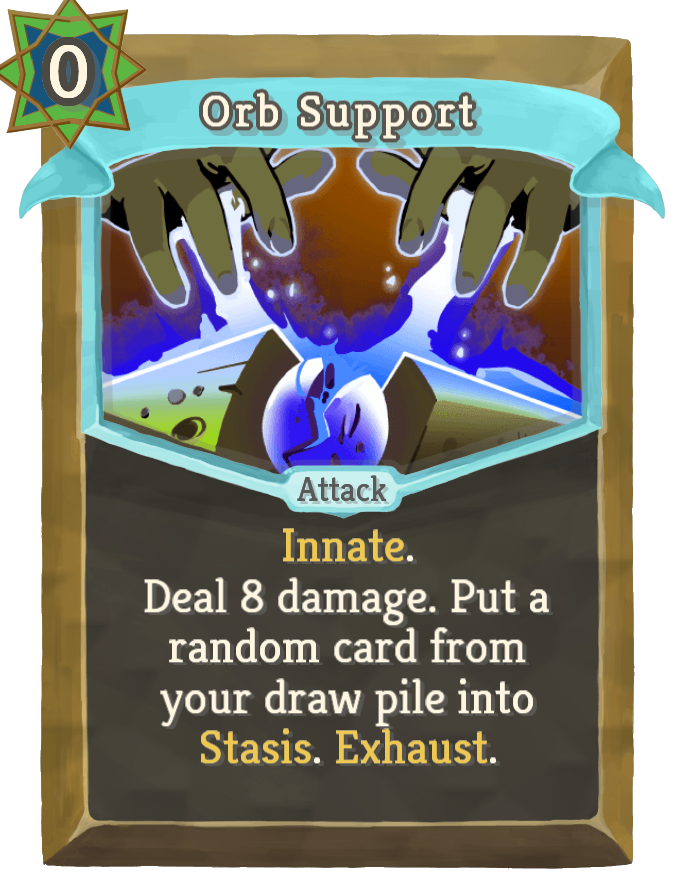 0
Orb Support
Attack
Innate.
Deal 8 damage. Put a
random card from
your draw pile into
Stasis. Exhaust.